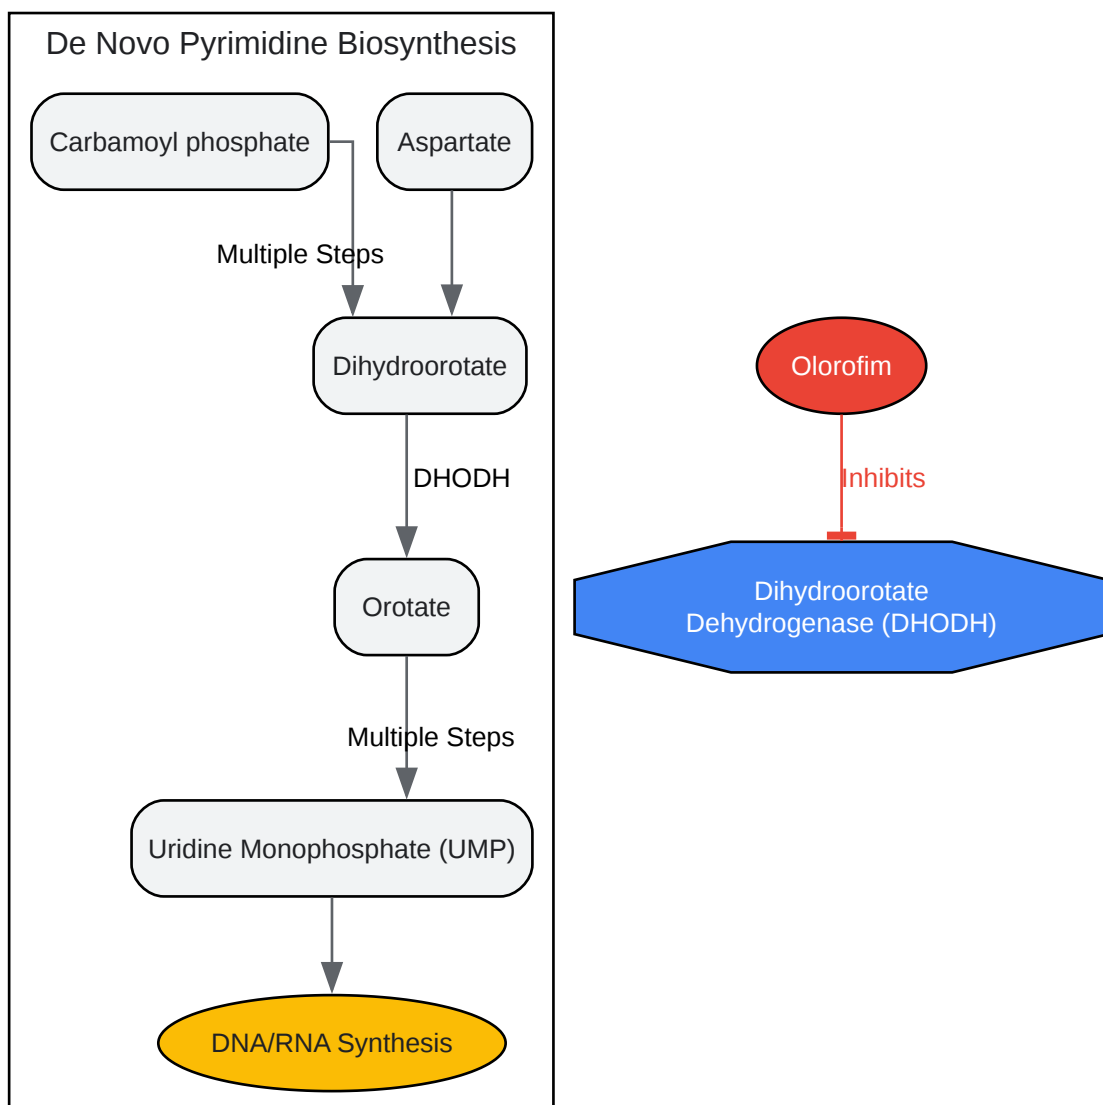 De Novo Pyrimidine Biosynthesis
Carbamoyl phosphate
Aspartate
Multiple Steps
Dihydroorotate
DHODH
Orotate
Multiple Steps
Uridine Monophosphate (UMP)
DNA/RNA Synthesis
Olorofim
Inhibits
Dihydroorotate
Dehydrogenase (DHODH)